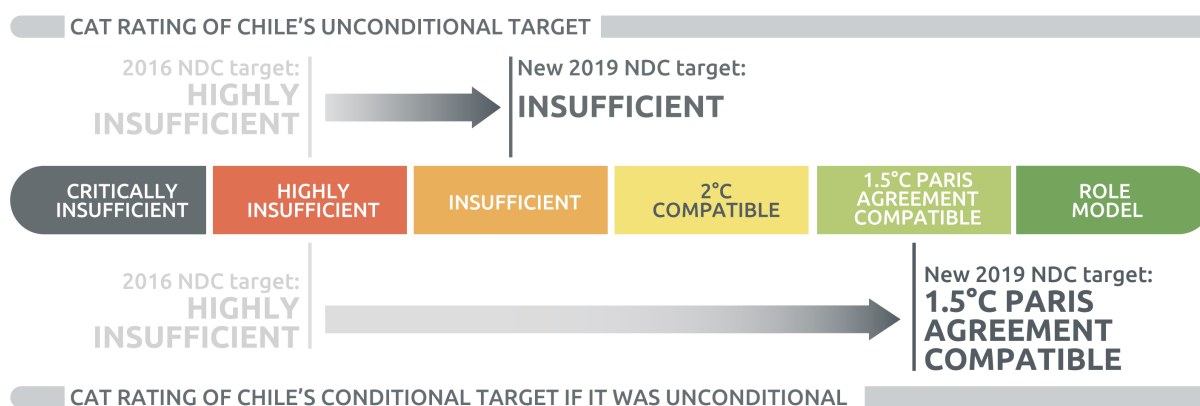 CAT RATING OF CHILE'S UNCONDITIONAL TARGET
2016 NDC target:
HIGHLY
INSUFFICIENT
New 2019 NDC target:
INSUFFICIENT
CRITICALLY
INSUFFICIENT
HIGHLY
INSUFFICIENT
INSUFFICIENT
2°C
COMPATIBLE
1.5°C PARIS
AGREEMENT
COMPATIBLE
ROLE
MODEL
2016 NDC target:
HIGHLY
INSUFFICIENT
New 2019 NDC target:
1.5°C PARIS
AGREEMENT
COMPATIBLE
CAT RATING OF CHILE'S CONDITIONAL TARGET IF IT WAS UNCONDITIONAL